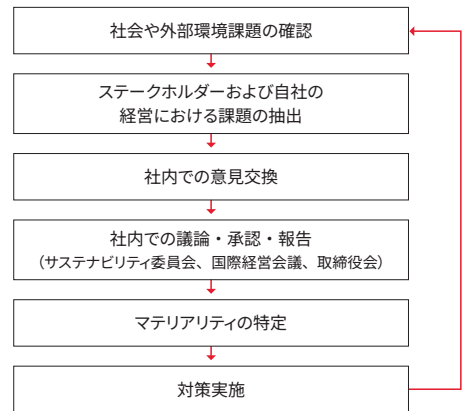 社会や外部環境課題の確認
ステークホルダーおよび自社の
経営における課題の抽出
社内での意見交換
社内での議論・承認・報告
（サステナビリティ委員会、国際経営会議、取締役会）
マテリアリティの特定
対策実施